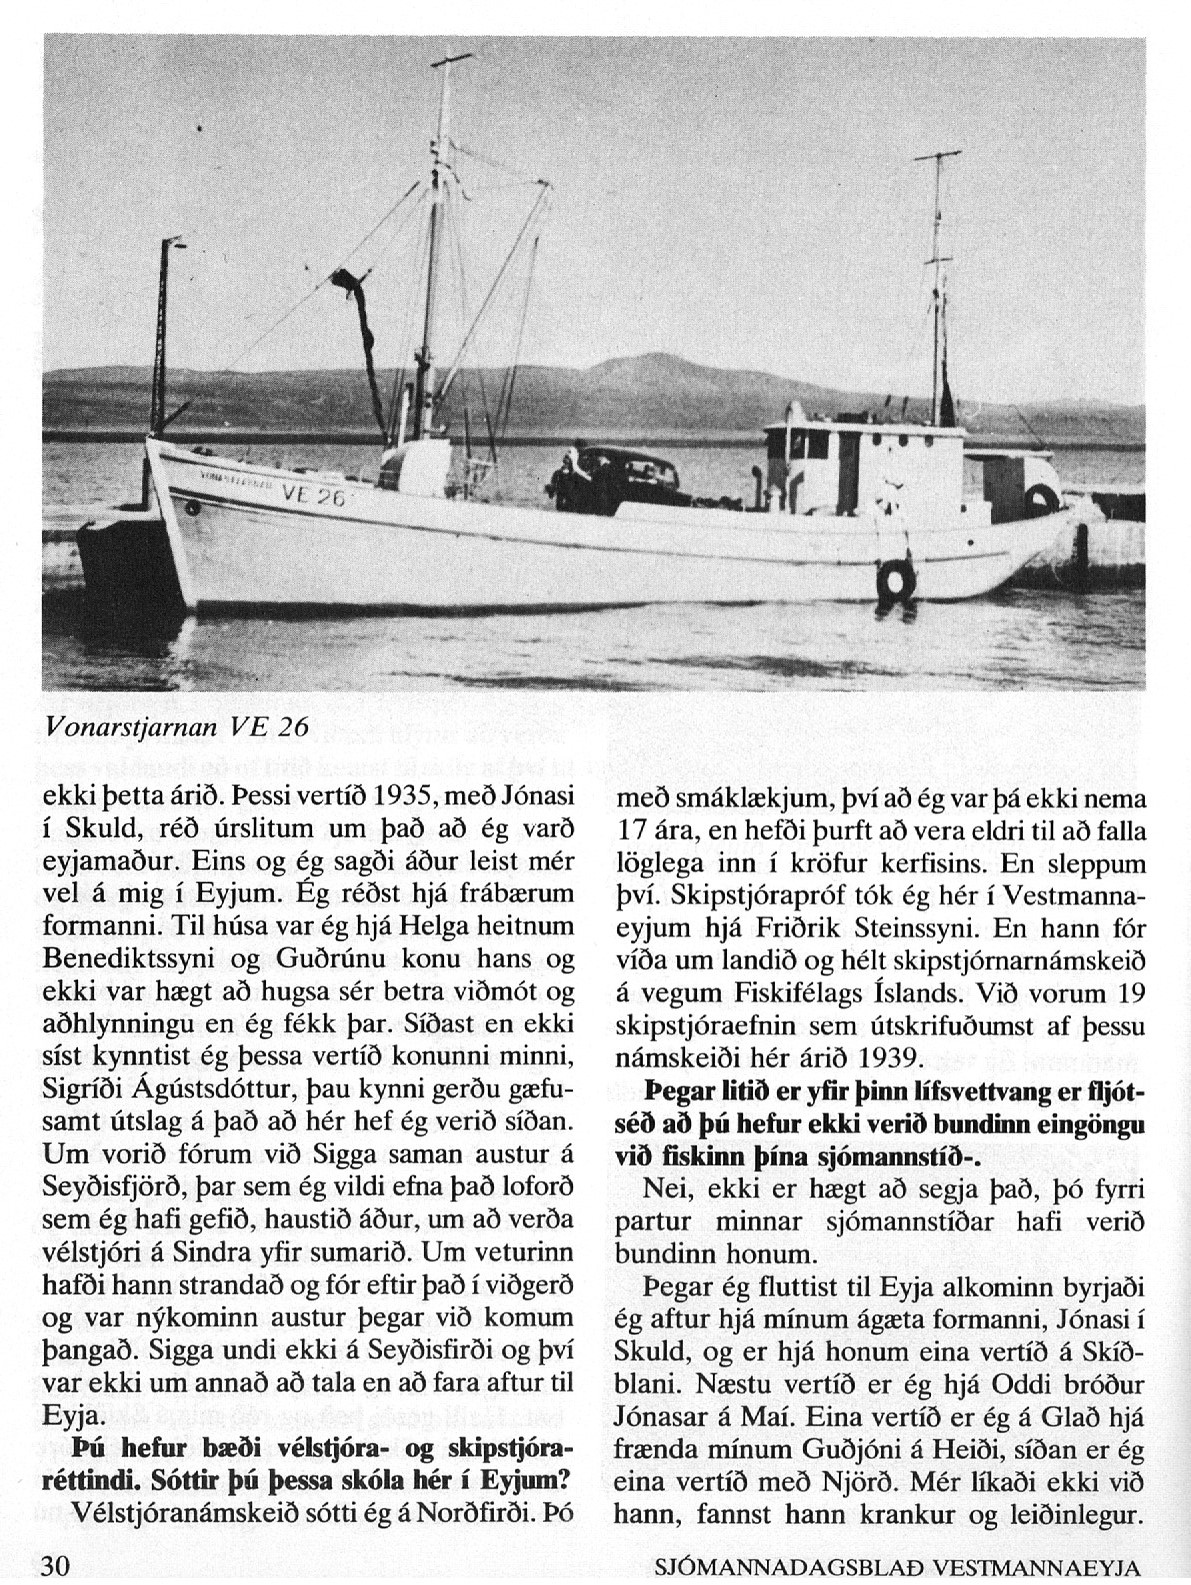 VE 26
Vonarstjarnan VE 26
ekki þetta árið. Þessi vertíð 1935, með Jónasi
í Skuld, réð úrslitum um það að ég varð
eyjamaður. Eins og ég sagði áður leist mér
vel á mig í Eyjum. Ég réðst hjá frábærum
formanni. Til húsa var ég hjá Helga heitnum
Benediktssyni og Guðrúnu konu hans og
ekki var hægt að hugsa sér betra viðmót og
aðhlynningu en ég fékk þar. Síðast en ekki
síst kynntist ég þessa vertíð konunni minni,
Sigríði Ágústsdóttur, þau kynni gerðu gæfu-
samt útslag á það að hér hef ég verið síðan.
Um vorið fórum við Sigga saman austur á
Seyðisfjörð, þar sem ég vildi efna það loforð
sem ég hafi gefið, haustið áður, um að verða
vélstjóri á Sindra yfir sumarið. Um veturinn
hafði hann strandað og fór eftir það í viðgerð
og var nýkominn austur þegar við komum
þangað. Sigga undi ekki á Seyðisfirði og því
var ekki um annað að tala en að fara aftur til
Eyja.
Þú hefur bæði vélstjóra- og skipstjóra-
réttindi. Sóttir þú þessa skóla hér í Eyjum?
Vélstjóranámskeið sótti ég á Norðfirði. Þó
með smáklækjum, því að ég var þá ekki nema
17 ára, en hefði þurft að vera eldri til að falla
löglega inn í kröfur kerfisins. En sleppum
því. Skipstjórapróf tók ég hér í Vestmanna-
eyjum hjá Friðrik Steinssyni. En hann fór
víða um landið og hélt skipstjórnarnámskeið
á vegum Fiskifélags Íslands. Við vorum 19
skipstjóraefnin sem útskrifuðumst af þessu
námskeiði hér árið 1939.
Þegar litið er yfir þinn lífsvettvang er fljót-
séð að þú hefur ekki verið bundinn eingöngu
við fiskinn þína sjómannstíð-.
Nei, ekki er hægt að segja það, þó fyrri
partur minnar sjómannstíðar hafi verið
bundinn honum.
Þegar ég fluttist til Eyja alkominn byrjaði
ég aftur hjá mínum ágæta formanni, Jónasi í
Skuld, og er hjá honum eina vertíð á Skíð-
blani. Næstu vertíð er ég hjá Oddi bróður
Jónasar á Maí. Eina vertíð er ég á Glað hjá
frænda mínum Guðjóni á Heiði, síðan er ég
eina vertíð með Njörð. Mér líkaði ekki við
hann, fannst hann krankur og leiðinlegur.
30
SJÓMANNADAGSBLAÐ VESTMANNAEYJA